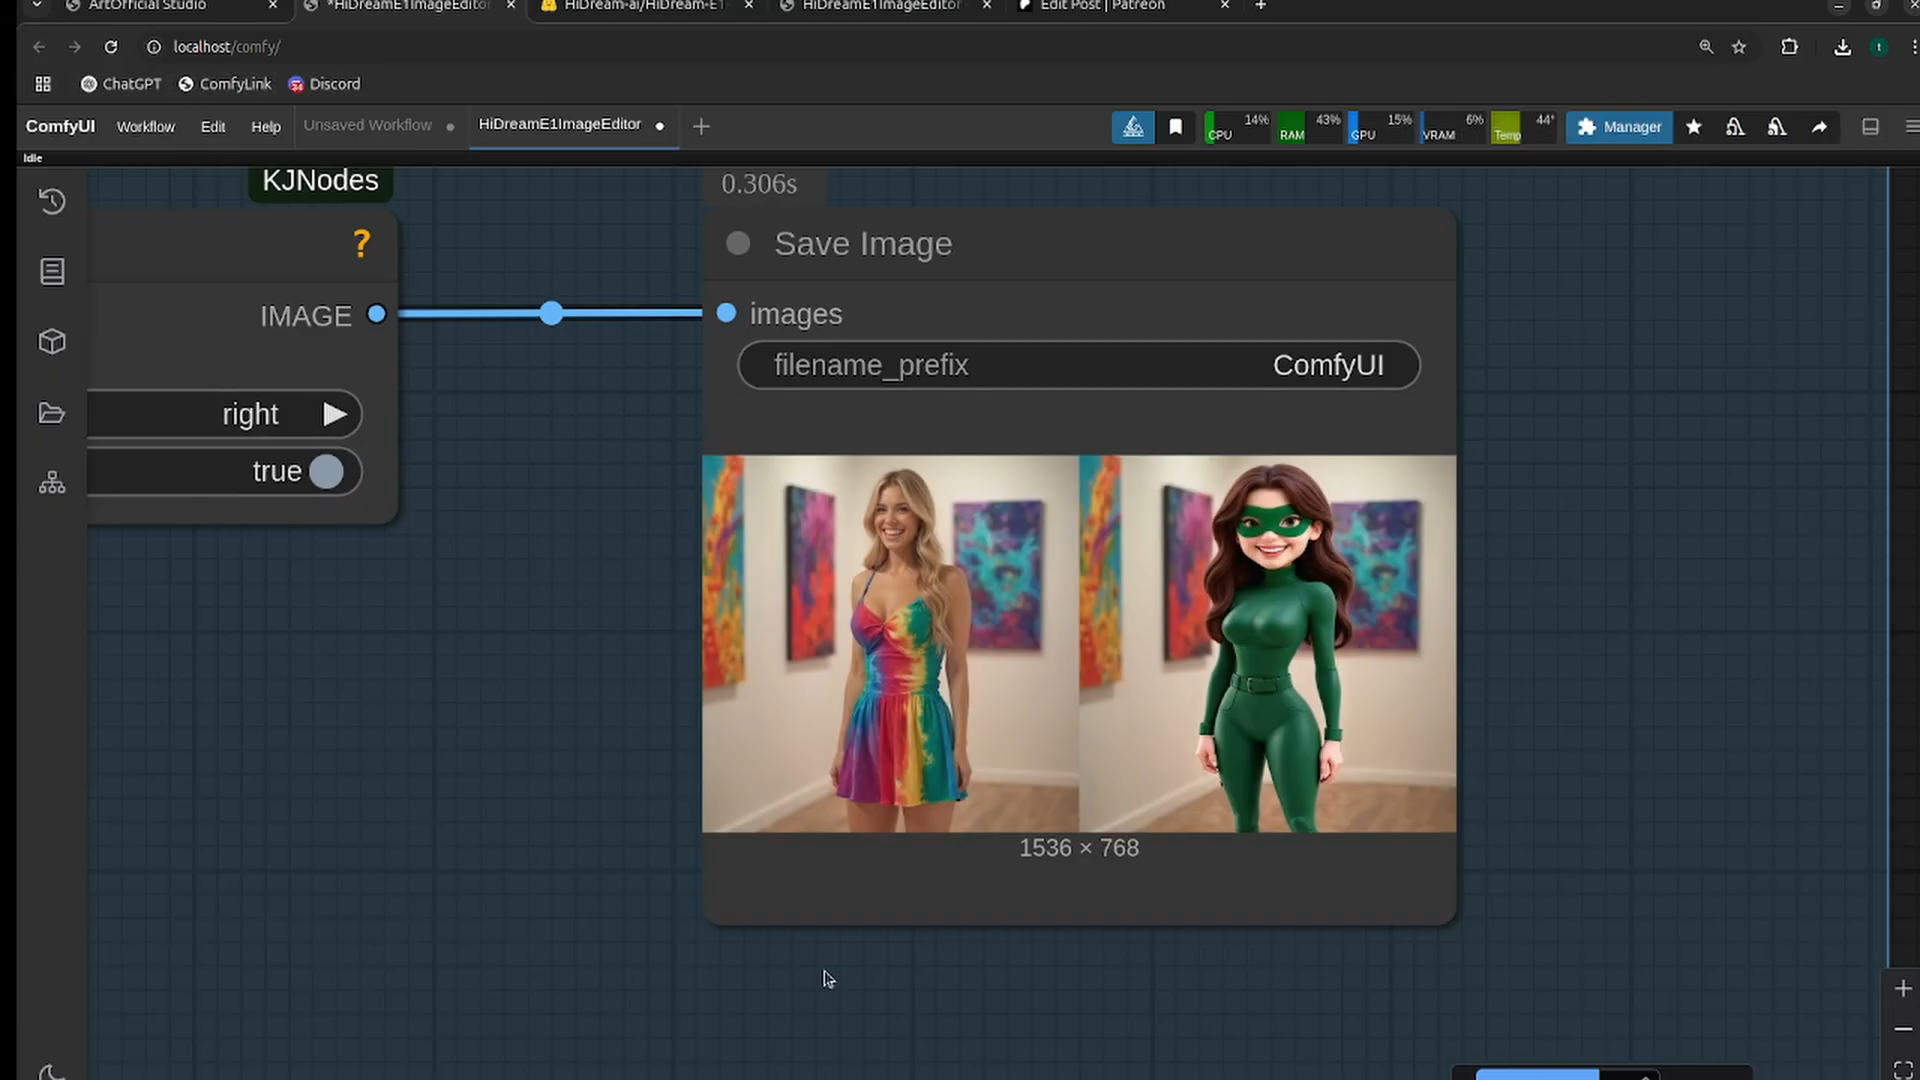 ArtOfficial Studio
*HiDreamE1ImageEditor
HiDream-ai/HiDream-E1
HiDreamE1ImageEditor
Edit Post | Patreon
localhost/comfy/
t
ChatGPT
ComfyLink
Discord
ComfyUI
Workflow
Edit
Help
Unsaved Workflow
HiDreamE1ImageEditor
CPU 14%
RAM 43%
GPU 15%
VRAM 6%
Temp 44°
Manager
Idle
KJNodes
0.306s
?
Save Image
IMAGE
images
filename_prefix ComfyUI
right
true
1536 × 768